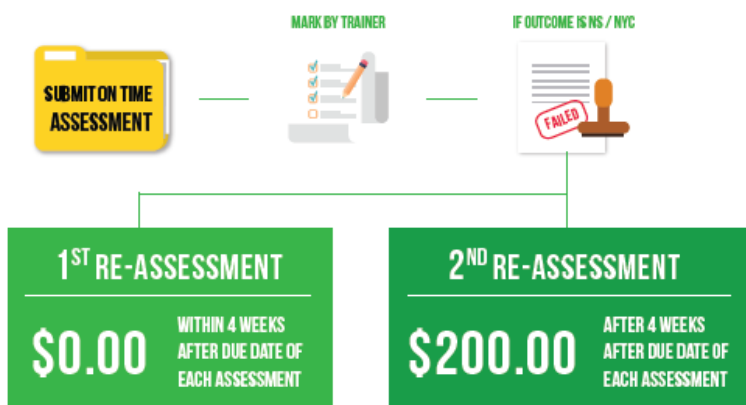 MARK BY TRAINER
IF OUTCOME IS NS / NYC
SUBMIT ON TIME
ASSESSMENT
FAILED
1ST RE-ASSESSMENT
$0.00
WITHIN 4 WEEKS
AFTER DUE DATE OF
EACH ASSESSMENT
2ND RE-ASSESSMENT
$200.00
AFTER 4 WEEKS
AFTER DUE DATE OF
EACH ASSESSMENT